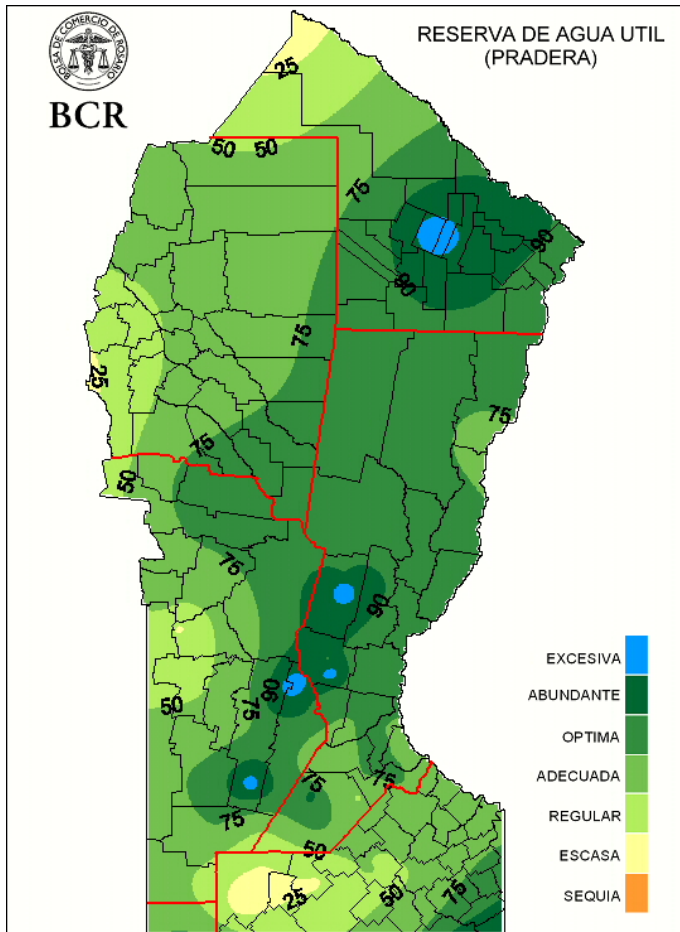 BOLSA DE COMERCIO DE ROSARIO
BCR
RESERVA DE AGUA UTIL
(PRADERA)
25
50
50
75
90
90
75
25
75
75
50
75
90
90
75
50
75
75
75
50
25
50
75
EXCESIVA
ABUNDANTE
OPTIMA
ADECUADA
REGULAR
ESCASA
SEQUIA